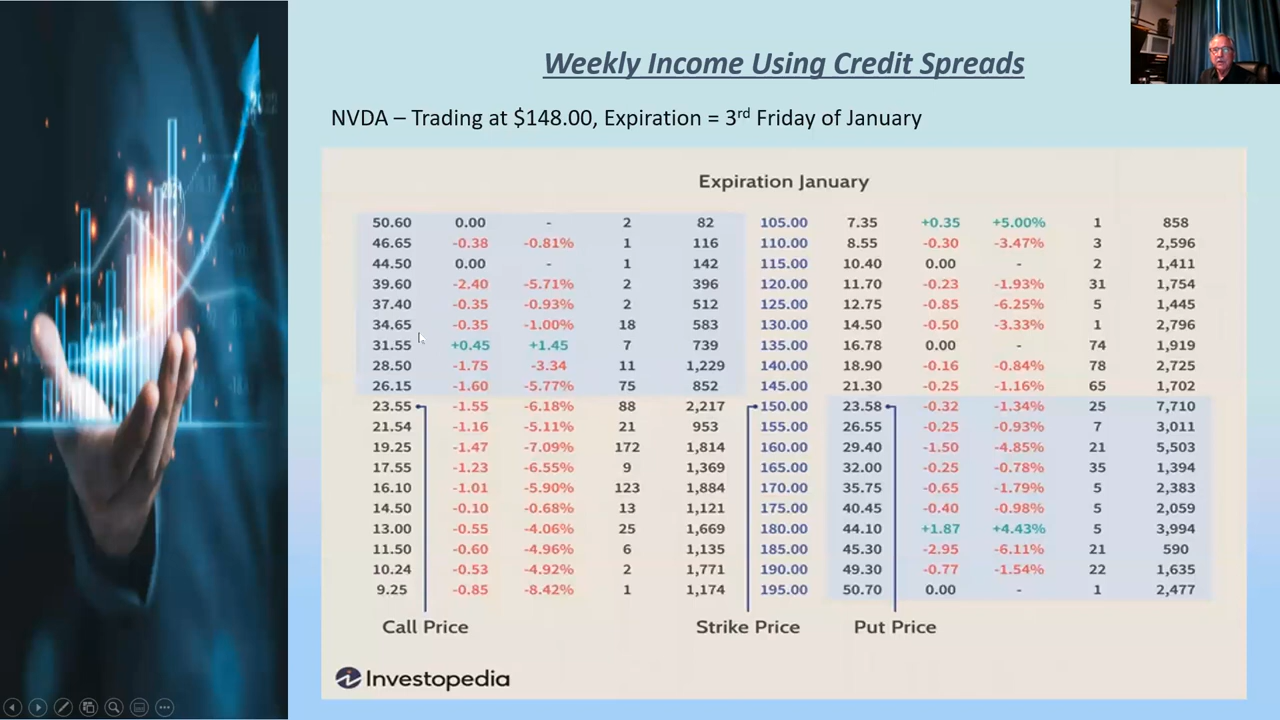 Weekly Income Using Credit Spreads
NVDA – Trading at $148.00, Expiration = 3rd Friday of January
Expiration January
50.60 0.00 - 2 82 105.00 7.35 +0.35 +5.00% 1 858
46.65 -0.38 -0.81% 1 116 110.00 8.55 -0.30 -3.47% 3 2,596
44.50 0.00 - 1 142 115.00 10.40 0.00 - 2 1,411
39.60 -2.40 -5.71% 2 396 120.00 11.70 -0.23 -1.93% 31 1,754
37.40 -0.35 -0.93% 2 512 125.00 12.75 -0.85 -6.25% 5 1,445
34.65 -0.35 -1.00% 18 583 130.00 14.50 -0.50 -3.33% 1 2,796
31.55 +0.45 +1.45 7 739 135.00 16.78 0.00 - 74 1,919
28.50 -1.75 -3.34 11 1,229 140.00 18.90 -0.16 -0.84% 78 2,725
26.15 -1.60 -5.77% 75 852 145.00 21.30 -0.25 -1.16% 65 1,702
23.55 -1.55 -6.18% 88 2,217 150.00 23.58 -0.32 -1.34% 25 7,710
21.54 -1.16 -5.11% 21 953 155.00 26.55 -0.25 -0.93% 7 3,011
19.25 -1.47 -7.09% 172 1,814 160.00 29.40 -1.50 -4.85% 21 5,503
17.55 -1.23 -6.55% 9 1,369 165.00 32.00 -0.25 -0.78% 35 1,394
16.10 -1.01 -5.90% 123 1,884 170.00 35.75 -0.65 -1.79% 5 2,383
14.50 -0.10 -0.68% 13 1,121 175.00 40.45 -0.40 -0.98% 5 2,059
13.00 -0.55 -4.06% 25 1,669 180.00 44.10 +1.87 +4.43% 5 3,994
11.50 -0.60 -4.96% 6 1,135 185.00 45.30 -2.95 -6.11% 21 590
10.24 -0.53 -4.92% 2 1,771 190.00 49.30 -0.77 -1.54% 22 1,635
9.25 -0.85 -8.42% 1 1,174 195.00 50.70 0.00 - 1 2,477
Call Price Strike Price Put Price
Investopedia